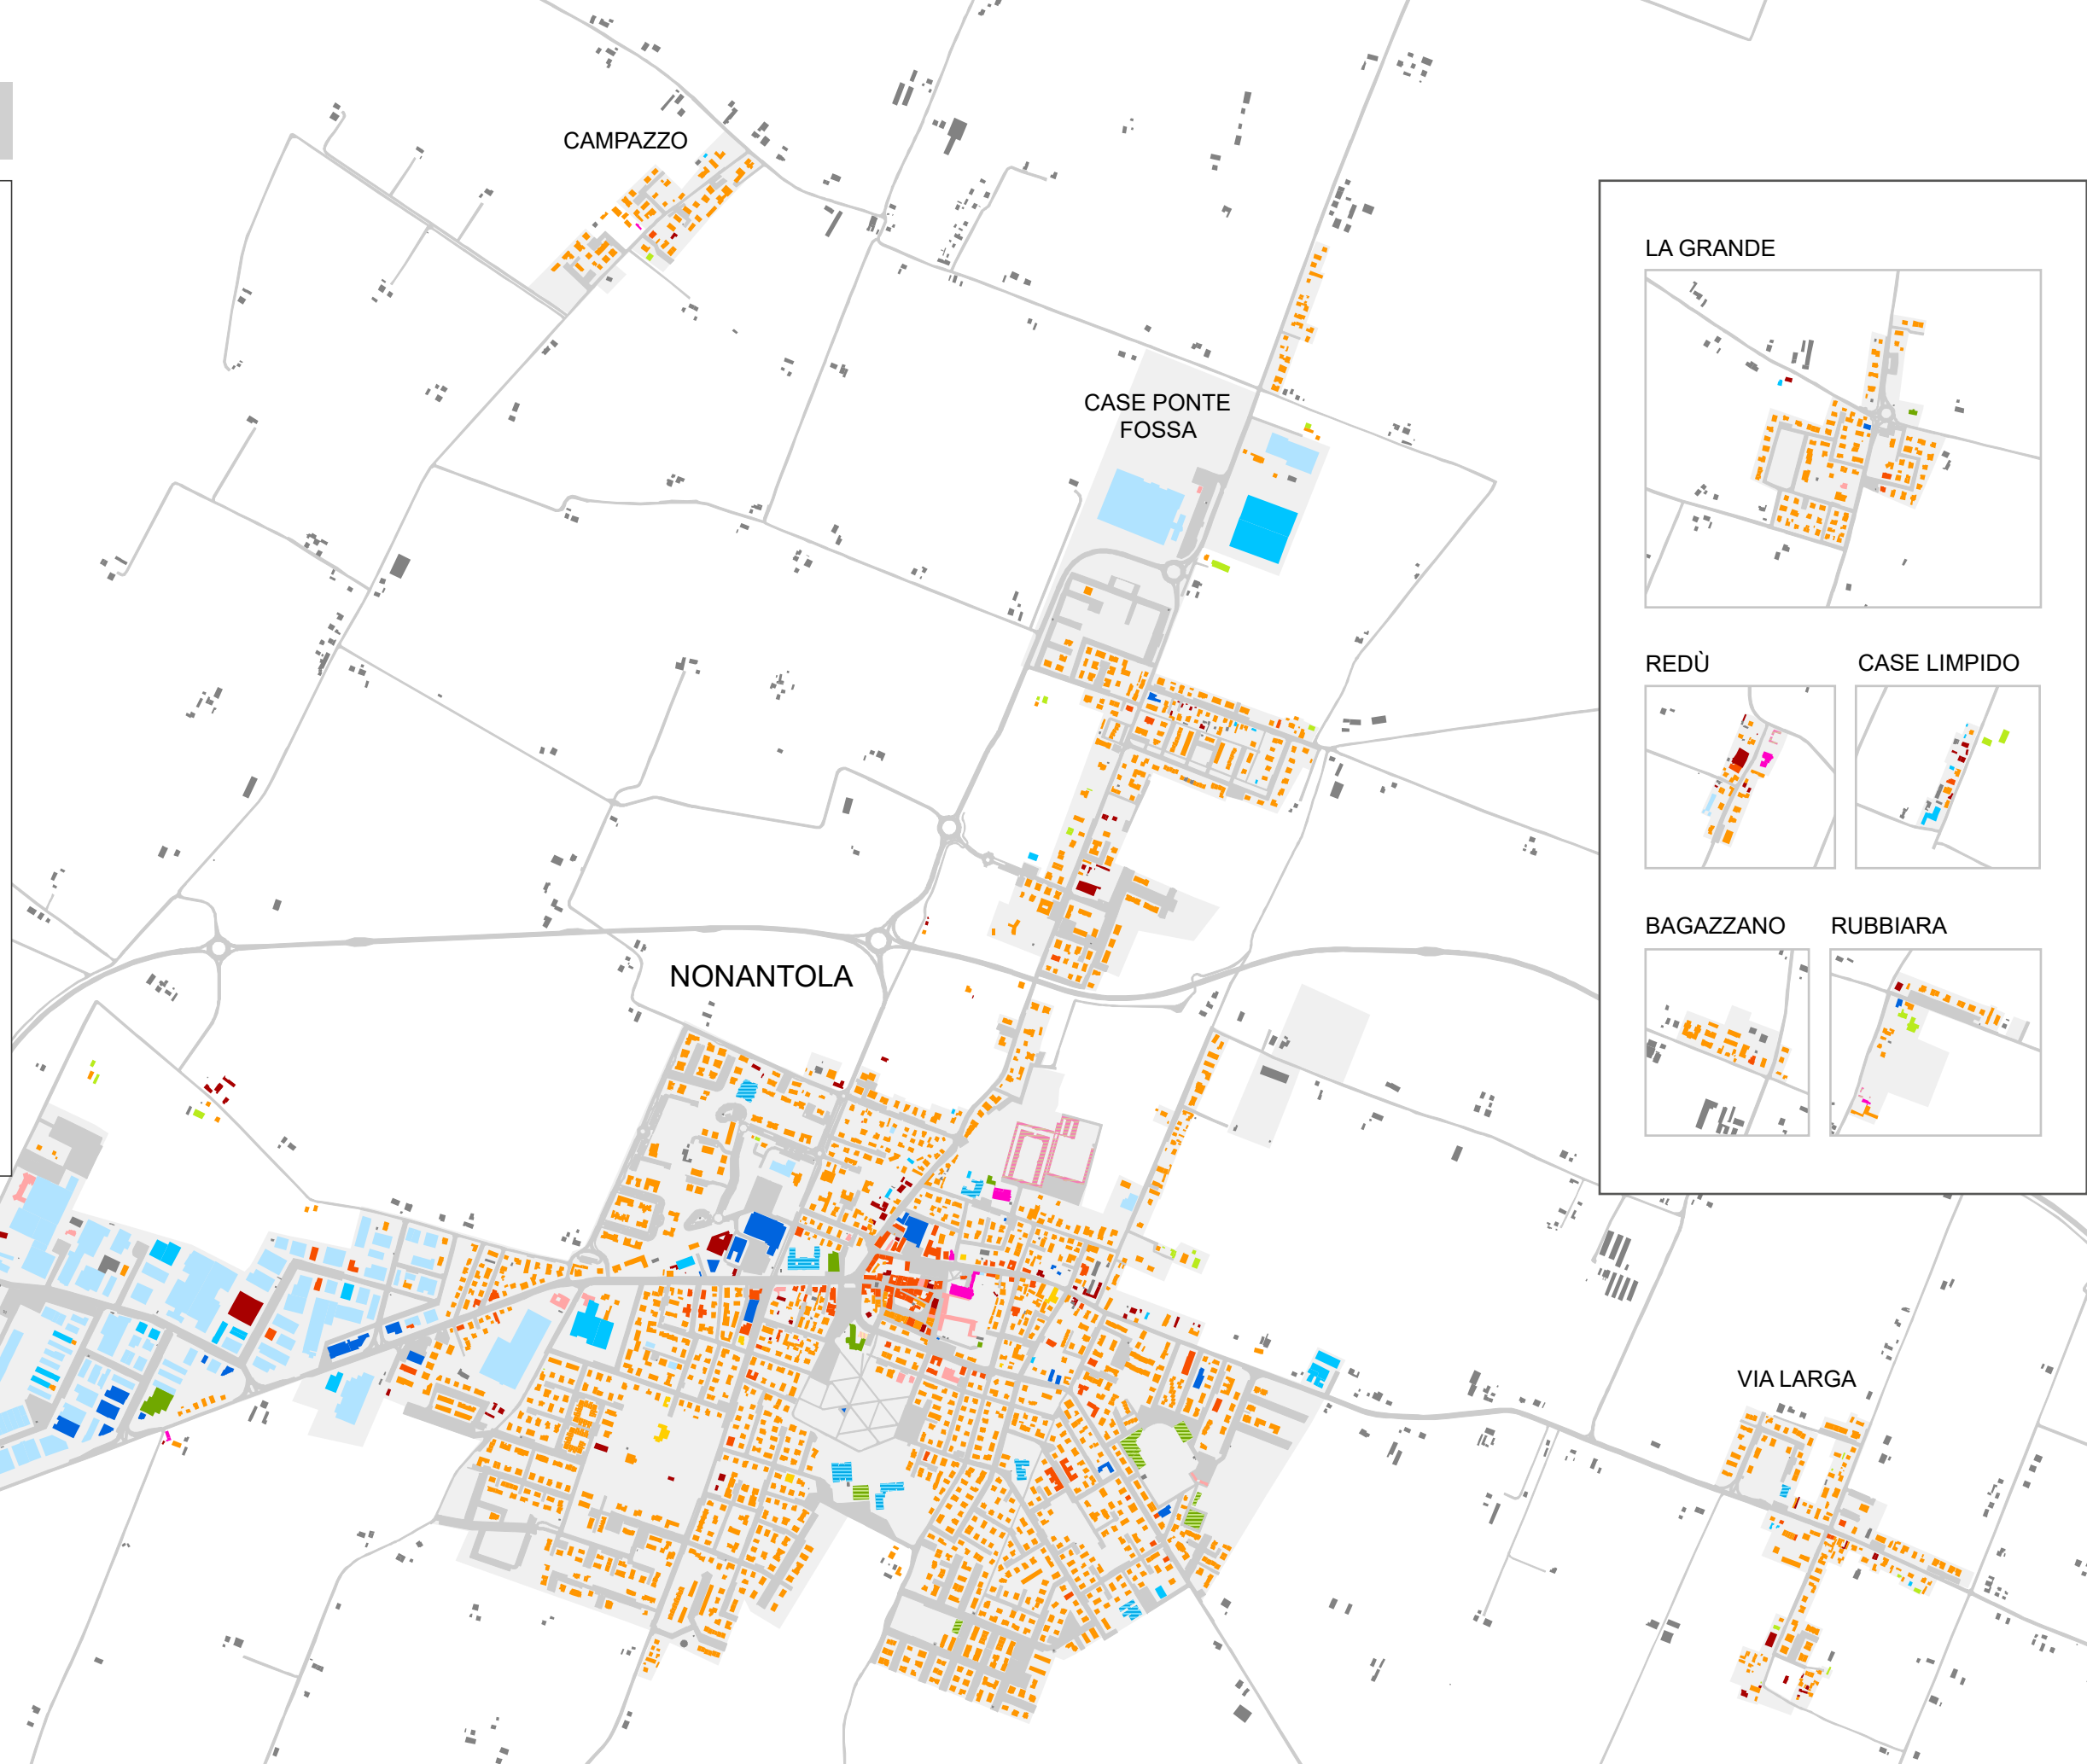 CAMPAZZO
CASE PONTE
FOSSA
NONANTOLA
VIA LARGA
LA GRANDE
REDÙ
CASE LIMPIDO
BAGAZZANO
RUBBIARA